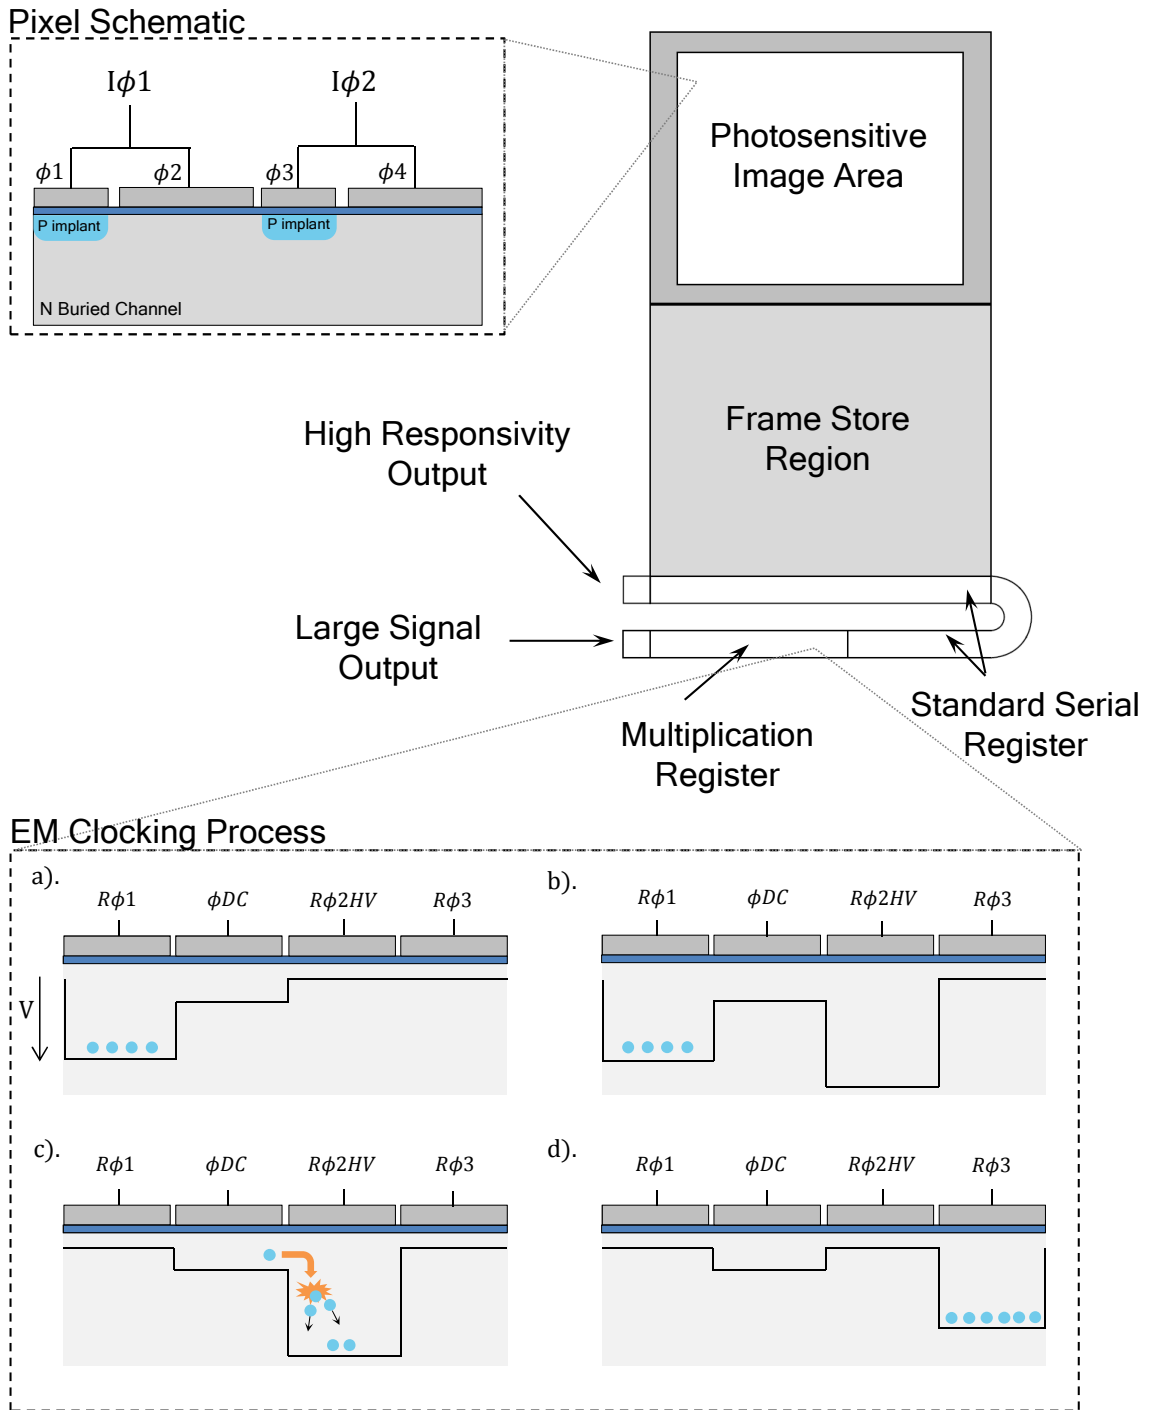 Pixel Schematic
Iϕ1
Iϕ2
ϕ1
ϕ2
ϕ3
ϕ4
P implant
P implant
N Buried Channel
Photosensitive
Image Area
Frame Store
Region
High Responsivity
Output
Large Signal
Output
Multiplication
Register
Standard Serial
Register
EM Clocking Process
a).
Rϕ1
ϕDC
Rϕ2HV
Rϕ3
V
b).
Rϕ1
ϕDC
Rϕ2HV
Rϕ3
c).
Rϕ1
ϕDC
Rϕ2HV
Rϕ3
d).
Rϕ1
ϕDC
Rϕ2HV
Rϕ3